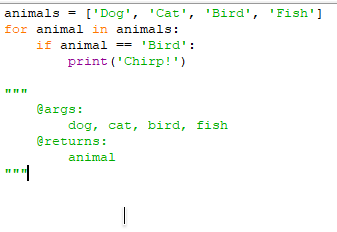 animals = ['Dog', 'Cat', 'Bird', 'Fish']
for animal in animals:
    if animal == 'Bird':
        print('Chirp!')

"""
    @args:
        dog, cat, bird, fish
    @returns:
        animal
"""